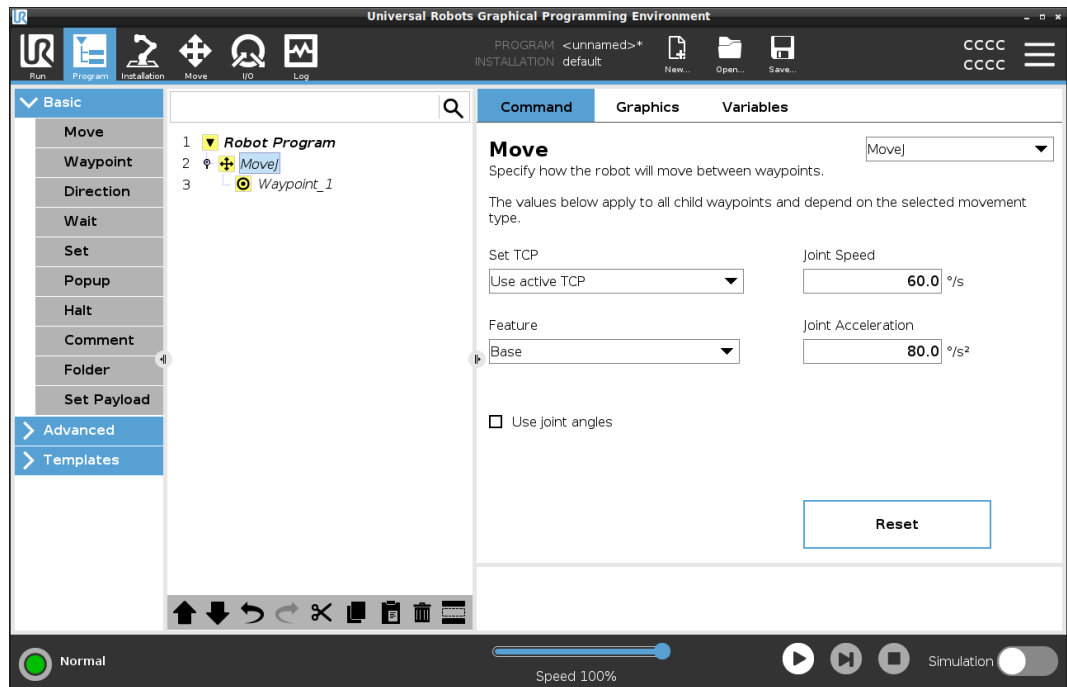 Universal Robots Graphical Programming Environment
UR
Run
Program
Installation
Move
I/O
Log
PROGRAM <unnamed>*
INSTALLATION default
New...
Open...
Save...
CCCC
CCCC
Basic
Move
Waypoint
Direction
Wait
Set
Popup
Halt
Comment
Folder
Set Payload
Advanced
Templates
1 Robot Program
2 MoveJ
3 Waypoint_1
Command Graphics Variables
Move
MoveJ
Specify how the robot will move between waypoints.
The values below apply to all child waypoints and depend on the selected movement
type.
Set TCP
Joint Speed
Use active TCP
60.0 °/s
Feature
Joint Acceleration
Base
80.0 °/s²
Use joint angles
Reset
Normal
Speed 100%
Simulation